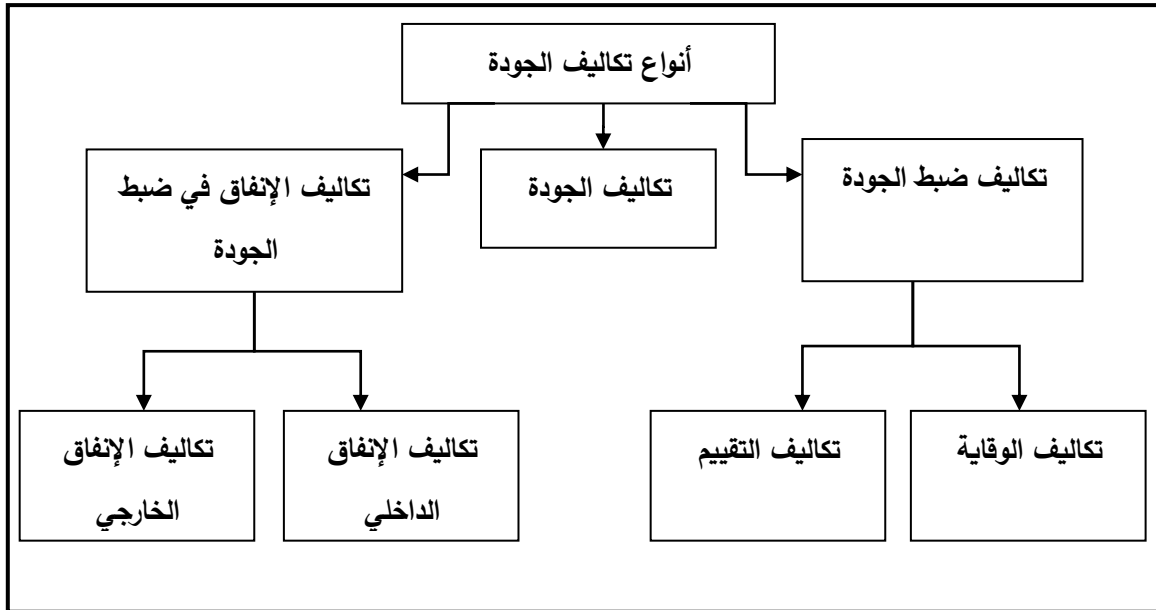 أنواع تكاليف الجودة
تكاليف ضبط الجودة
تكاليف الجودة
تكاليف الإنفاق في ضبط
الجودة
تكاليف الوقاية
تكاليف التقييم
تكاليف الإنفاق
الداخلي
تكاليف الإنفاق
الخارجي